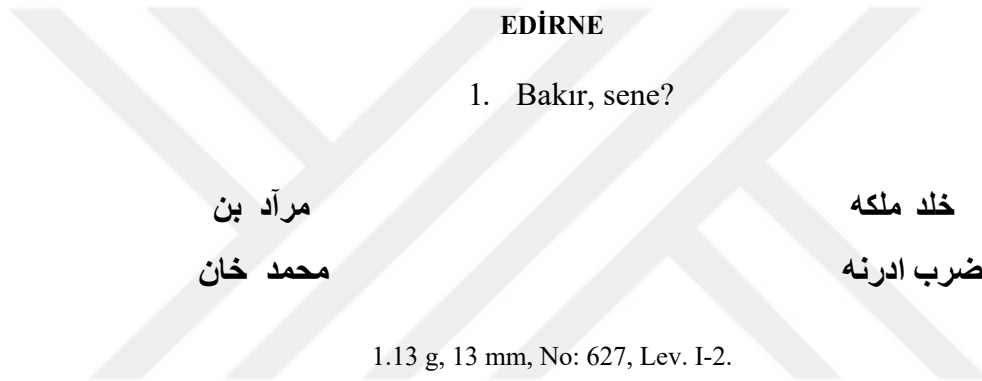 EDİRNE
1. Bakır, sene?
خلد ملكه
مرآد بن
ضرب ادرنه
محمد خان
1.13 g, 13 mm, No: 627, Lev. I-2.